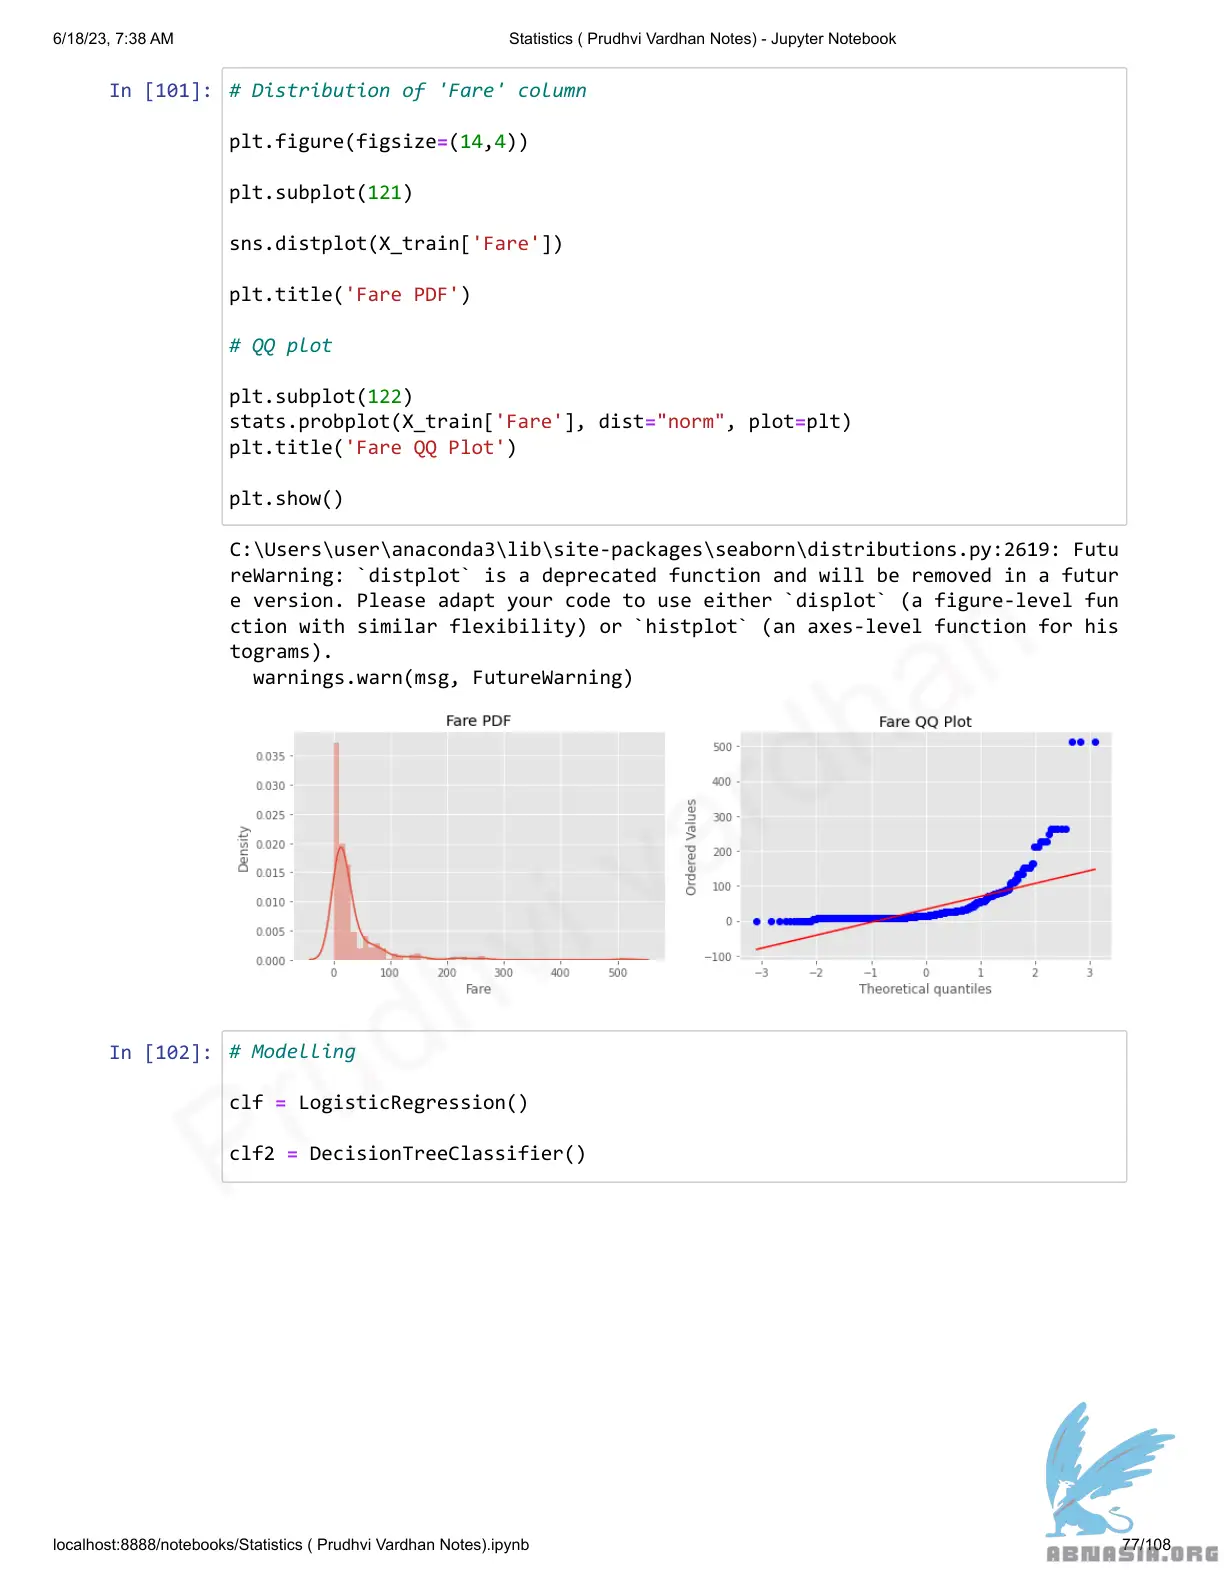 6/18/23, 7:38 AM
Statistics ( Prudhvi Vardhan Notes) - Jupyter Notebook
In [101]:
# Distribution of 'Fare' column
plt.figure(figsize=(14,4))
plt.subplot(121)
sns.distplot(X_train['Fare'])
plt.title('Fare PDF')
# QQ plot
plt.subplot(122)
stats.probplot(X_train['Fare'], dist="norm", plot=plt)
plt.title('Fare QQ Plot')
plt.show()
C:\Users\user\anaconda3\lib\site-packages\seaborn\distributions.py:2619: Futu
reWarning: `distplot` is a deprecated function and will be removed in a futur
e version. Please adapt your code to use either `displot` (a figure-level fun
ction with similar flexibility) or `histplot` (an axes-level function for his
tograms).
warnings.warn(msg, FutureWarning)
Fare PDF
0.035
0.030
0.025
0.020
0.015
0.010
0.005
0.000
Density
0 100 200 300 400 500
Fare
Fare QQ Plot
500
400
300
200
100
0
−100
Ordered Values
−3 −2 −1 0 1 2 3
Theoretical quantiles
Prudhvi Vardhan
In [102]:
# Modelling
clf = LogisticRegression()
clf2 = DecisionTreeClassifier()
localhost:8888/notebooks/Statistics ( Prudhvi Vardhan Notes).ipynb
77/108
ABNASIA.ORG